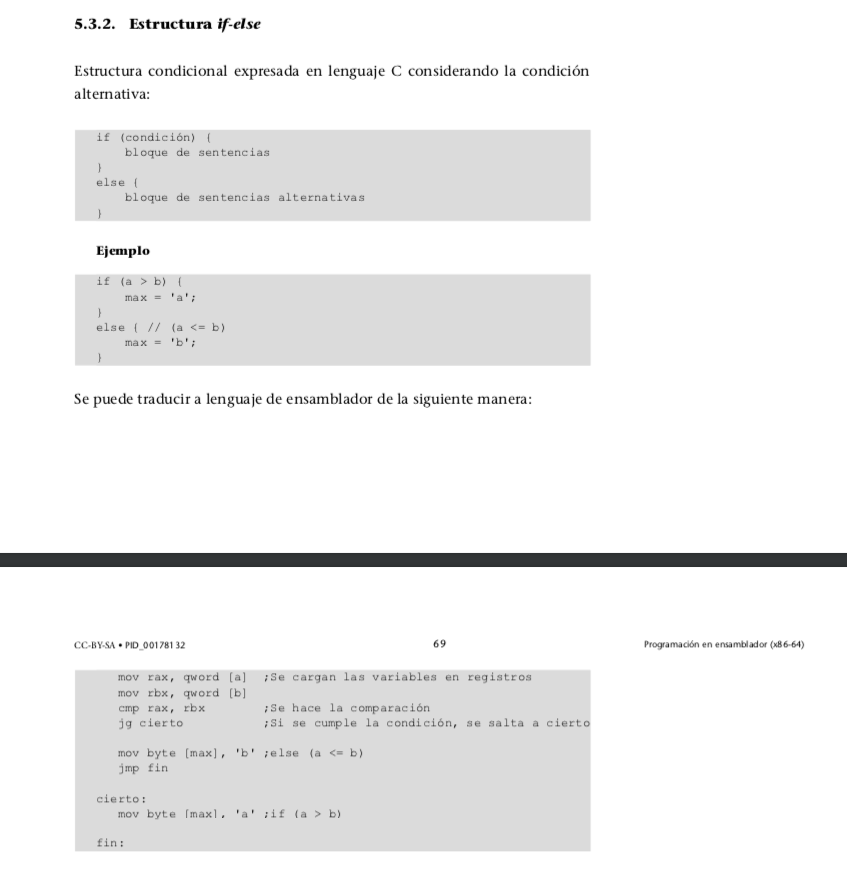 5.3.2. Estructura if-else
Estructura condicional expresada en lenguaje C considerando la condición
alternativa:
if (condición) {
    bloque de sentencias
}
else {
    bloque de sentencias alternativas
}
Ejemplo
if (a > b) {
    max = 'a';
}
else { // (a <= b)
    max = 'b';
}
Se puede traducir a lenguaje de ensamblador de la siguiente manera:
CC-BY-SA • PID_00178132 69 Programación en ensamblador (x86-64)
mov rax, qword [a] ;Se cargan las variables en registros
mov rbx, qword [b]
cmp rax, rbx ;Se hace la comparación
jg cierto ;Si se cumple la condición, se salta a cierto
mov byte [max], 'b' ;else (a <= b)
jmp fin
cierto:
mov byte [max], 'a' ;if (a > b)
fin: